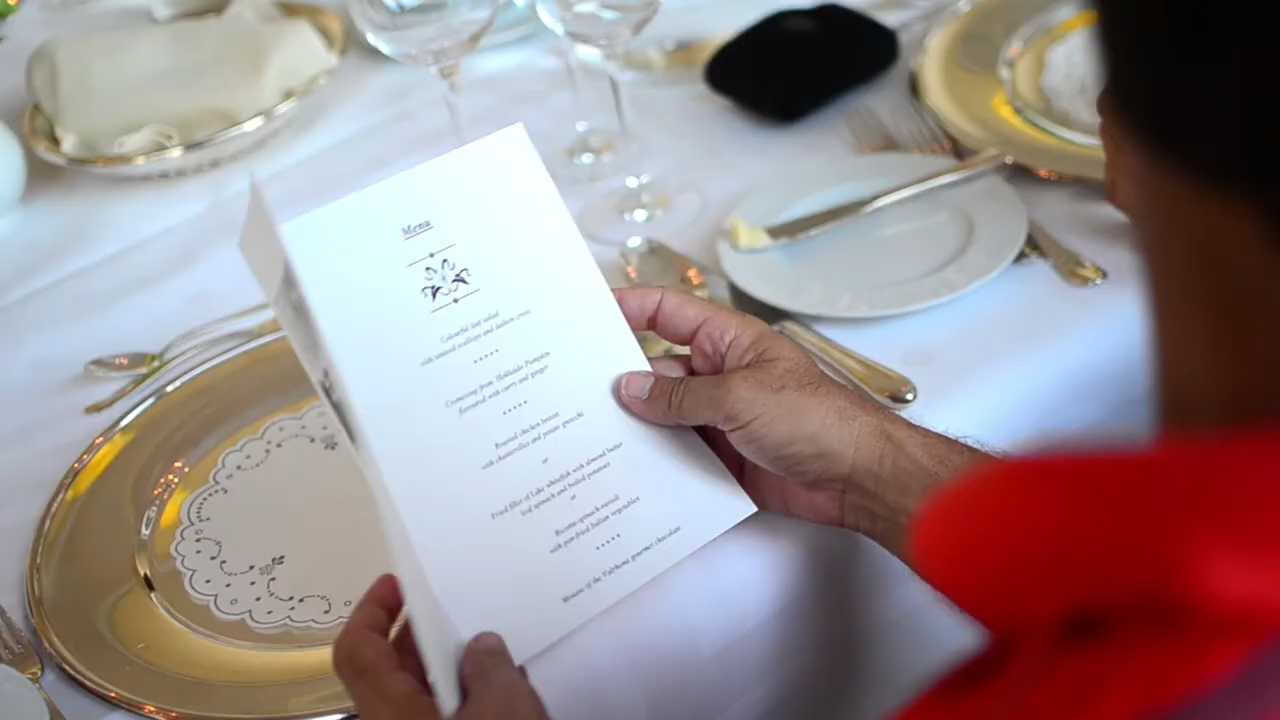 Menu
Colourful leaf salad
with sautéed scallops and dallion cress
*****
Cremesoup from Hokkaido Pumpkin
flavoured with curry and ginger
*****
Roasted chicken breast
with chanterelles and potato gnocchi
or
Fried fillet of Lake whitefish with almond butter
leaf spinach and boiled potatoes
or
Ricotta-spinach-ravioli
with pan-fried Italian vegetables
*****
Mousse of the Valrhona gourmet chocolate